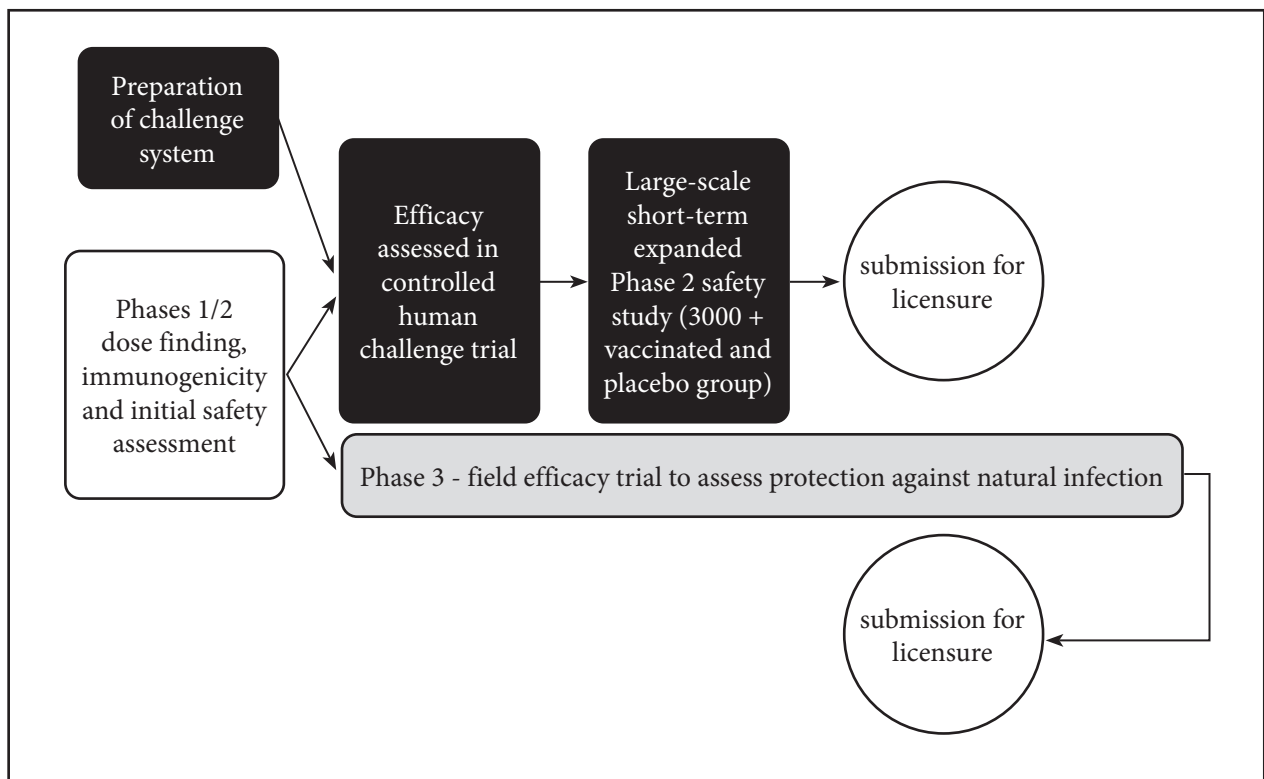 Preparation
of challenge
system
Phases 1/2
dose finding,
immunogenicity
and initial safety
assessment
Efficacy
assessed in
controlled
human
challenge trial
Large-scale
short-term
expanded
Phase 2 safety
study (3000 +
vaccinated and
placebo group)
submission for
licensure
Phase 3 - field efficacy trial to assess protection against natural infection
submission for
licensure